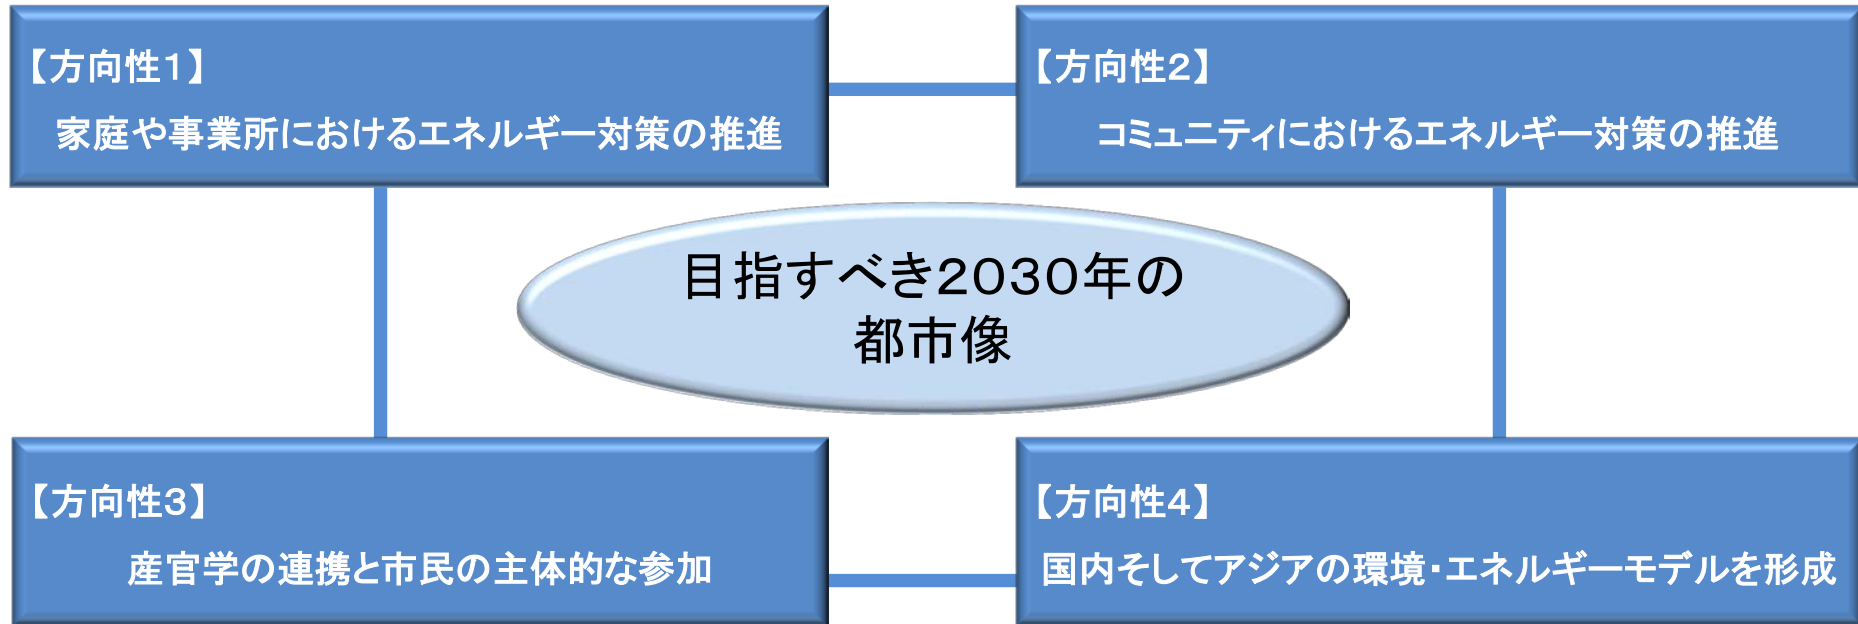 【方向性1】
家庭や事業所におけるエネルギー対策の推進
【方向性2】
コミュニティにおけるエネルギー対策の推進
目指すべき2030年の
都市像
【方向性3】
産官学の連携と市民の主体的な参加
【方向性4】
国内そしてアジアの環境・エネルギーモデルを形成